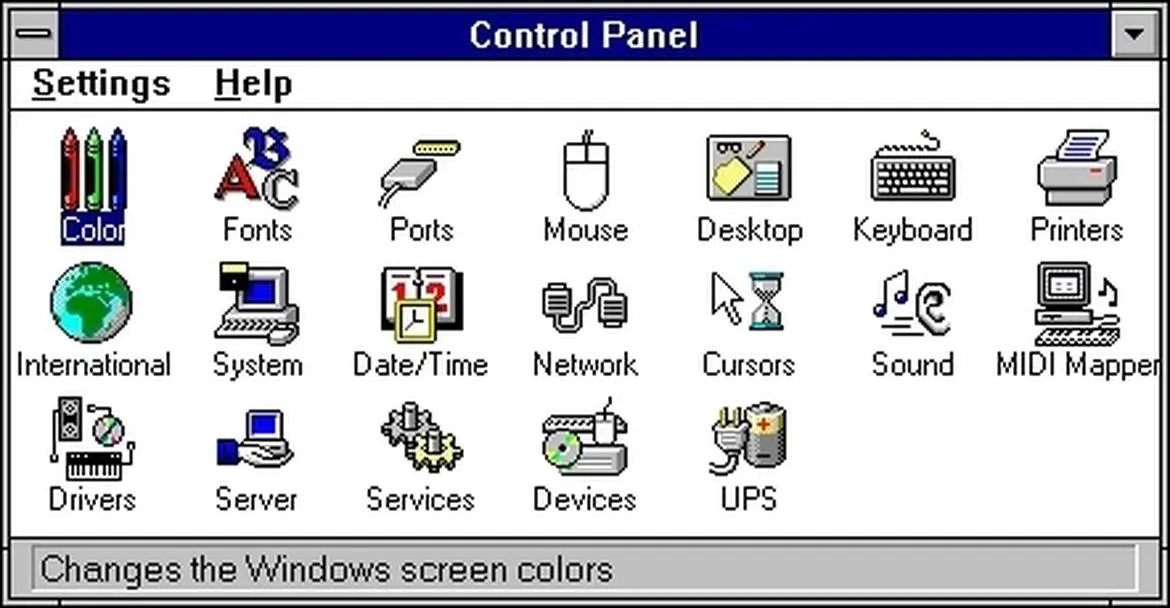 Control Panel
Settings Help
Color Fonts Ports Mouse Desktop Keyboard Printers
International System Date/Time Network Cursors Sound MIDI Mapper
Drivers Server Services Devices UPS
Changes the Windows screen colors